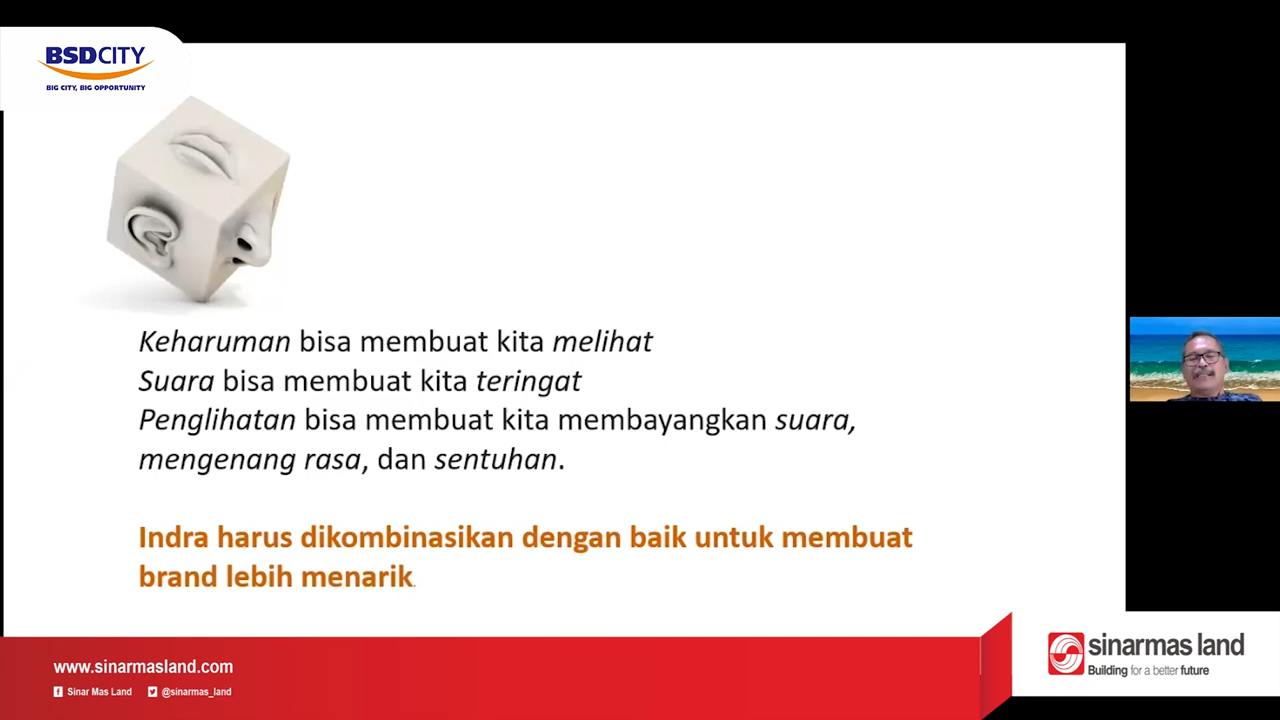 BSDCITY
BIG CITY, BIG OPPORTUNITY
Keharuman bisa membuat kita melihat
Suara bisa membuat kita teringat
Penglihatan bisa membuat kita membayangkan suara,
mengenang rasa, dan sentuhan.
Indra harus dikombinasikan dengan baik untuk membuat
brand lebih menarik.
www.sinarmasland.com
Sinar Mas Land @sinarmas_land
sinarmas land
Building for a better future